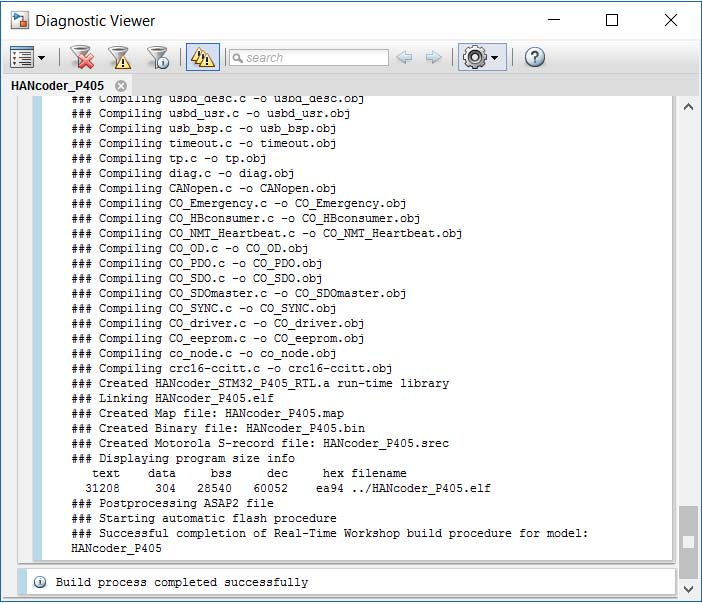 Diagnostic Viewer
search
HANcoder_P405
### Compiling usbd_desc.c -o usbd_desc.obj
### Compiling usbd_usr.c -o usbd_usr.obj
### Compiling usb_bsp.c -o usb_bsp.obj
### Compiling timeout.c -o timeout.obj
### Compiling tp.c -o tp.obj
### Compiling diag.c -o diag.obj
### Compiling CANopen.c -o CANopen.obj
### Compiling CO_Emergency.c -o CO_Emergency.obj
### Compiling CO_HBconsumer.c -o CO_HBconsumer.obj
### Compiling CO_NMT_Heartbeat.c -o CO_NMT_Heartbeat.obj
### Compiling CO_OD.c -o CO_OD.obj
### Compiling CO_PDO.c -o CO_PDO.obj
### Compiling CO_SDO.c -o CO_SDO.obj
### Compiling CO_SDOmaster.c -o CO_SDOmaster.obj
### Compiling CO_SYNC.c -o CO_SYNC.obj
### Compiling CO_driver.c -o CO_driver.obj
### Compiling CO_eeprom.c -o CO_eeprom.obj
### Compiling co_node.c -o co_node.obj
### Compiling crc16-ccitt.c -o crc16-ccitt.obj
### Created HANcoder_STM32_P405_RTL.a run-time library
### Linking HANcoder_P405.elf
### Created Map file: HANcoder_P405.map
### Created Binary file: HANcoder_P405.bin
### Created Motorola S-record file: HANcoder_P405.srec
### Displaying program size info
text data bss dec hex filename
31208 304 28540 60052 ea94 ../HANcoder_P405.elf
### Postprocessing ASAP2 file
### Starting automatic flash procedure
### Successful completion of Real-Time Workshop build procedure for model:
HANcoder_P405
Build process completed successfully